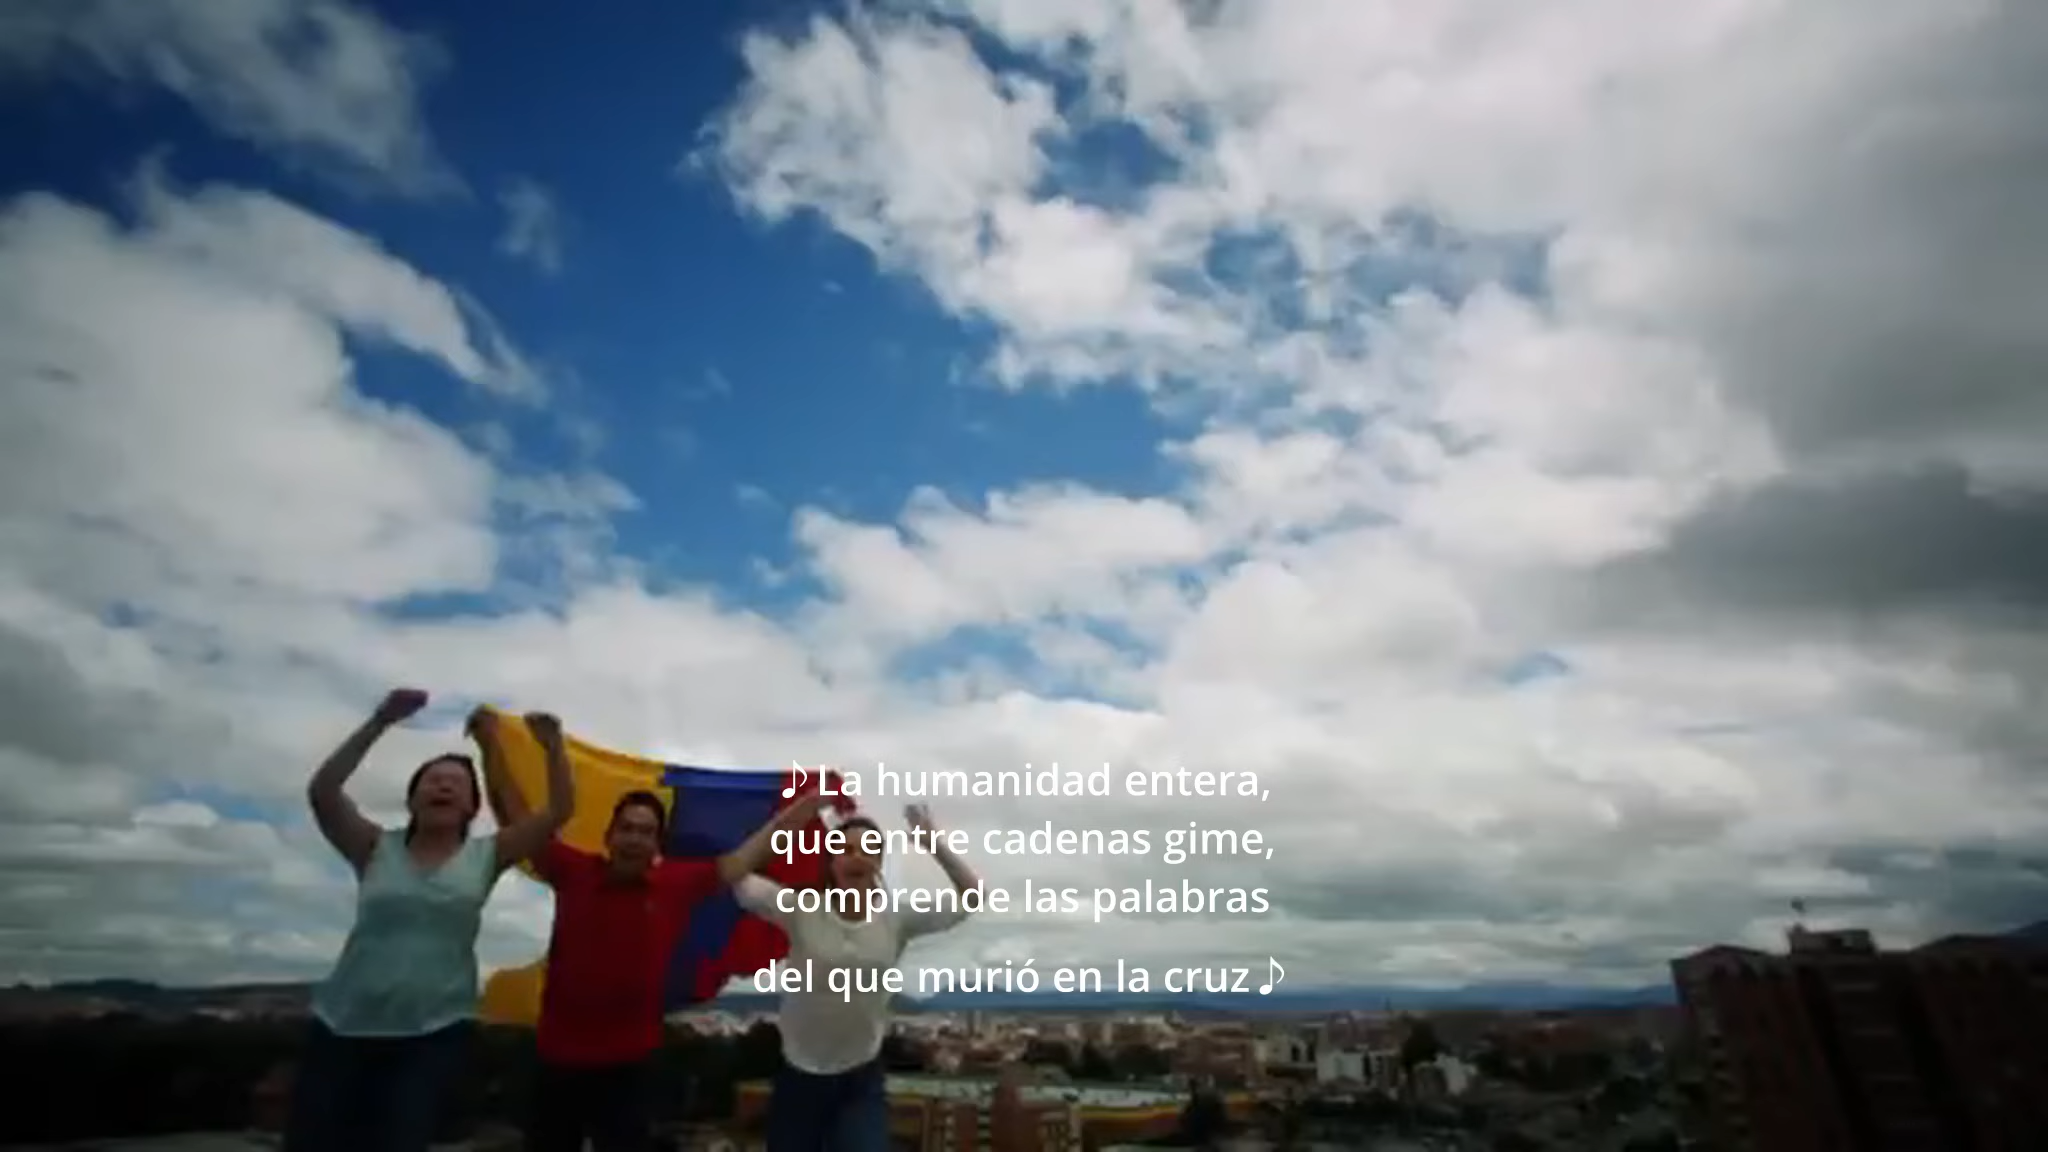 ♪ La humanidad entera,
que entre cadenas gime,
comprende las palabras
del que murió en la cruz ♪